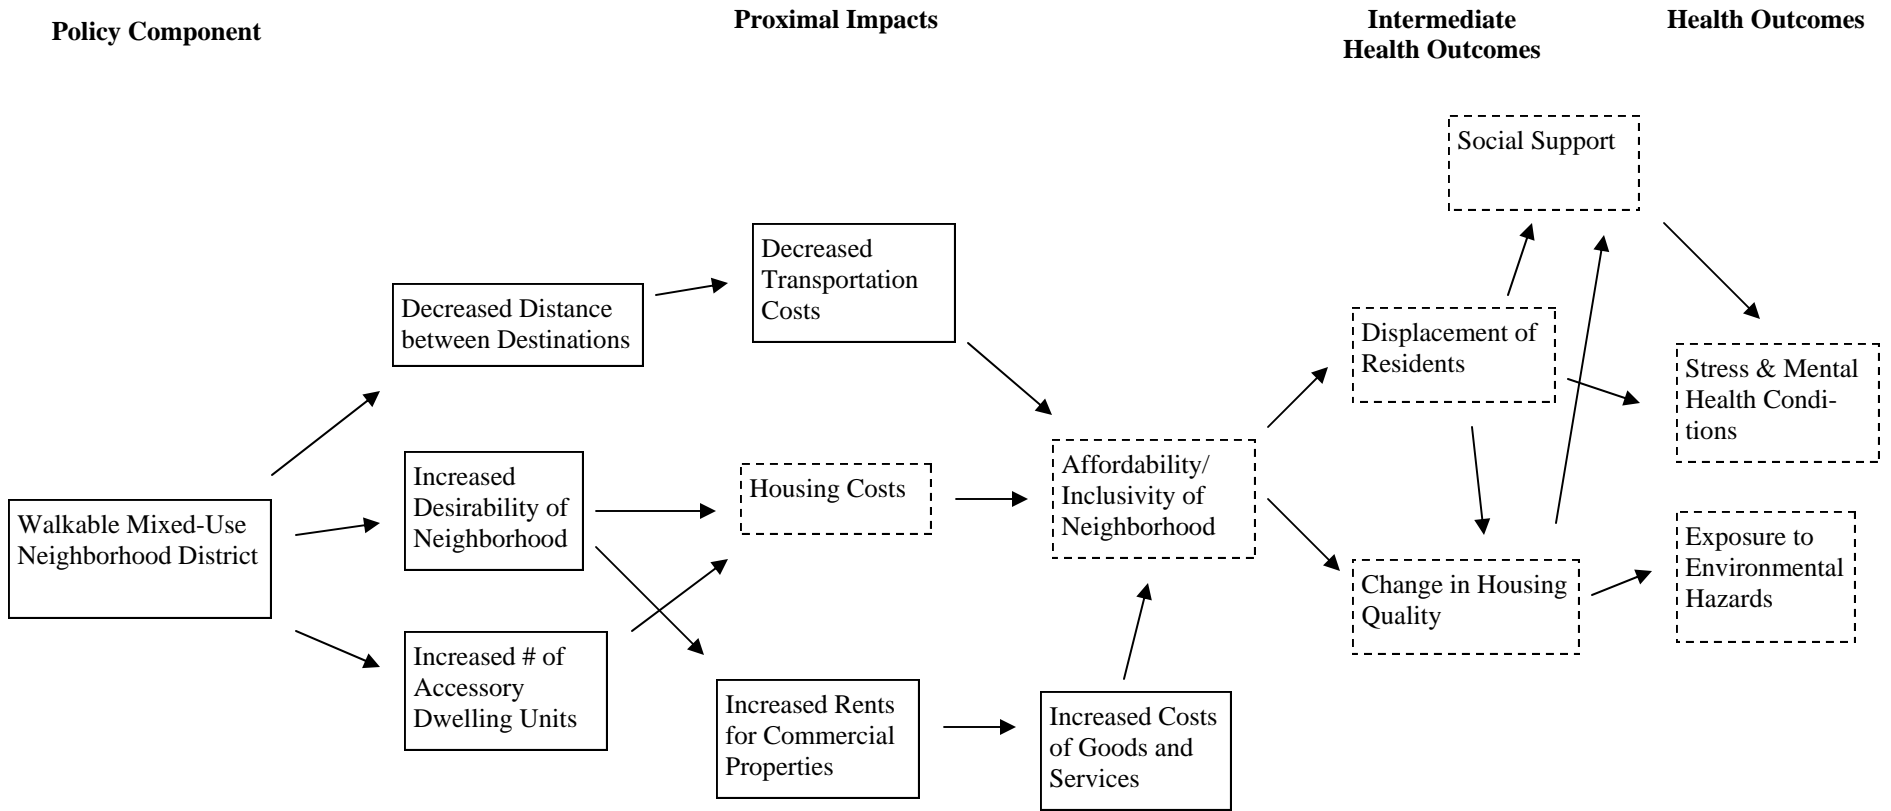 Policy Component
Proximal Impacts
Intermediate
Health Outcomes
Health Outcomes
Social Support
Decreased
Transportation
Costs
Decreased Distance
between Destinations
Displacement of
Residents
Stress & Mental
Health Condi-
tions
Increased
Desirability of
Neighborhood
Housing Costs
Affordability/
Inclusivity of
Neighborhood
Walkable Mixed-Use
Neighborhood District
Exposure to
Environmental
Hazards
Change in Housing
Quality
Increased # of
Accessory
Dwelling Units
Increased Rents
for Commercial
Properties
Increased Costs
of Goods and
Services